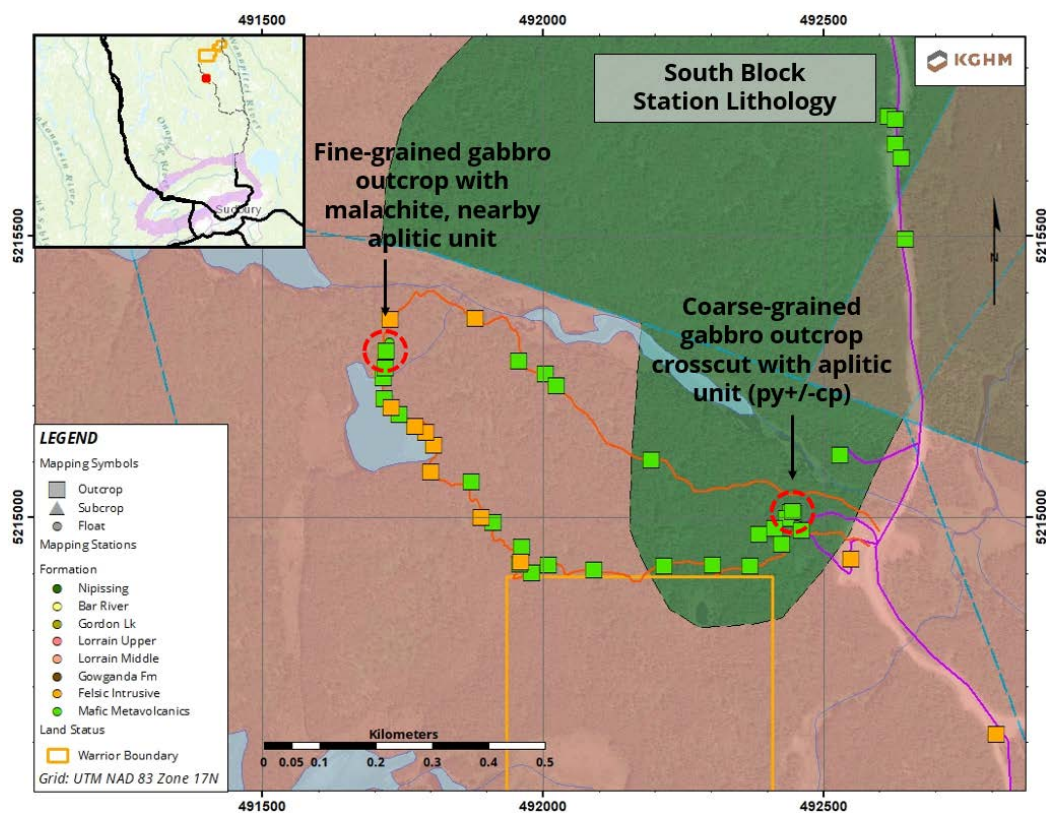 491500
492000
492500
South Block
Station Lithology
KGHM
Sudbury
Fine-grained gabbro
outcrop with
malachite, nearby
aplitic unit
5215500
5215500
N
Coarse-grained
gabbro outcrop
crosscut with aplitic
unit (py+/-cp)
5215000
5215000
LEGEND
Mapping Symbols
Outcrop
Subcrop
Float
Mapping Stations
Formation
Nipissing
Bar River
Gordon Lk
Lorrain Upper
Lorrain Middle
Gowganda Fm
Felsic Intrusive
Mafic Metavolcanics
Land Status
Warrior Boundary
Grid: UTM NAD 83 Zone 17N
Kilometers
0 0.05 0.1 0.2 0.3 0.4 0.5
491500
492000
492500